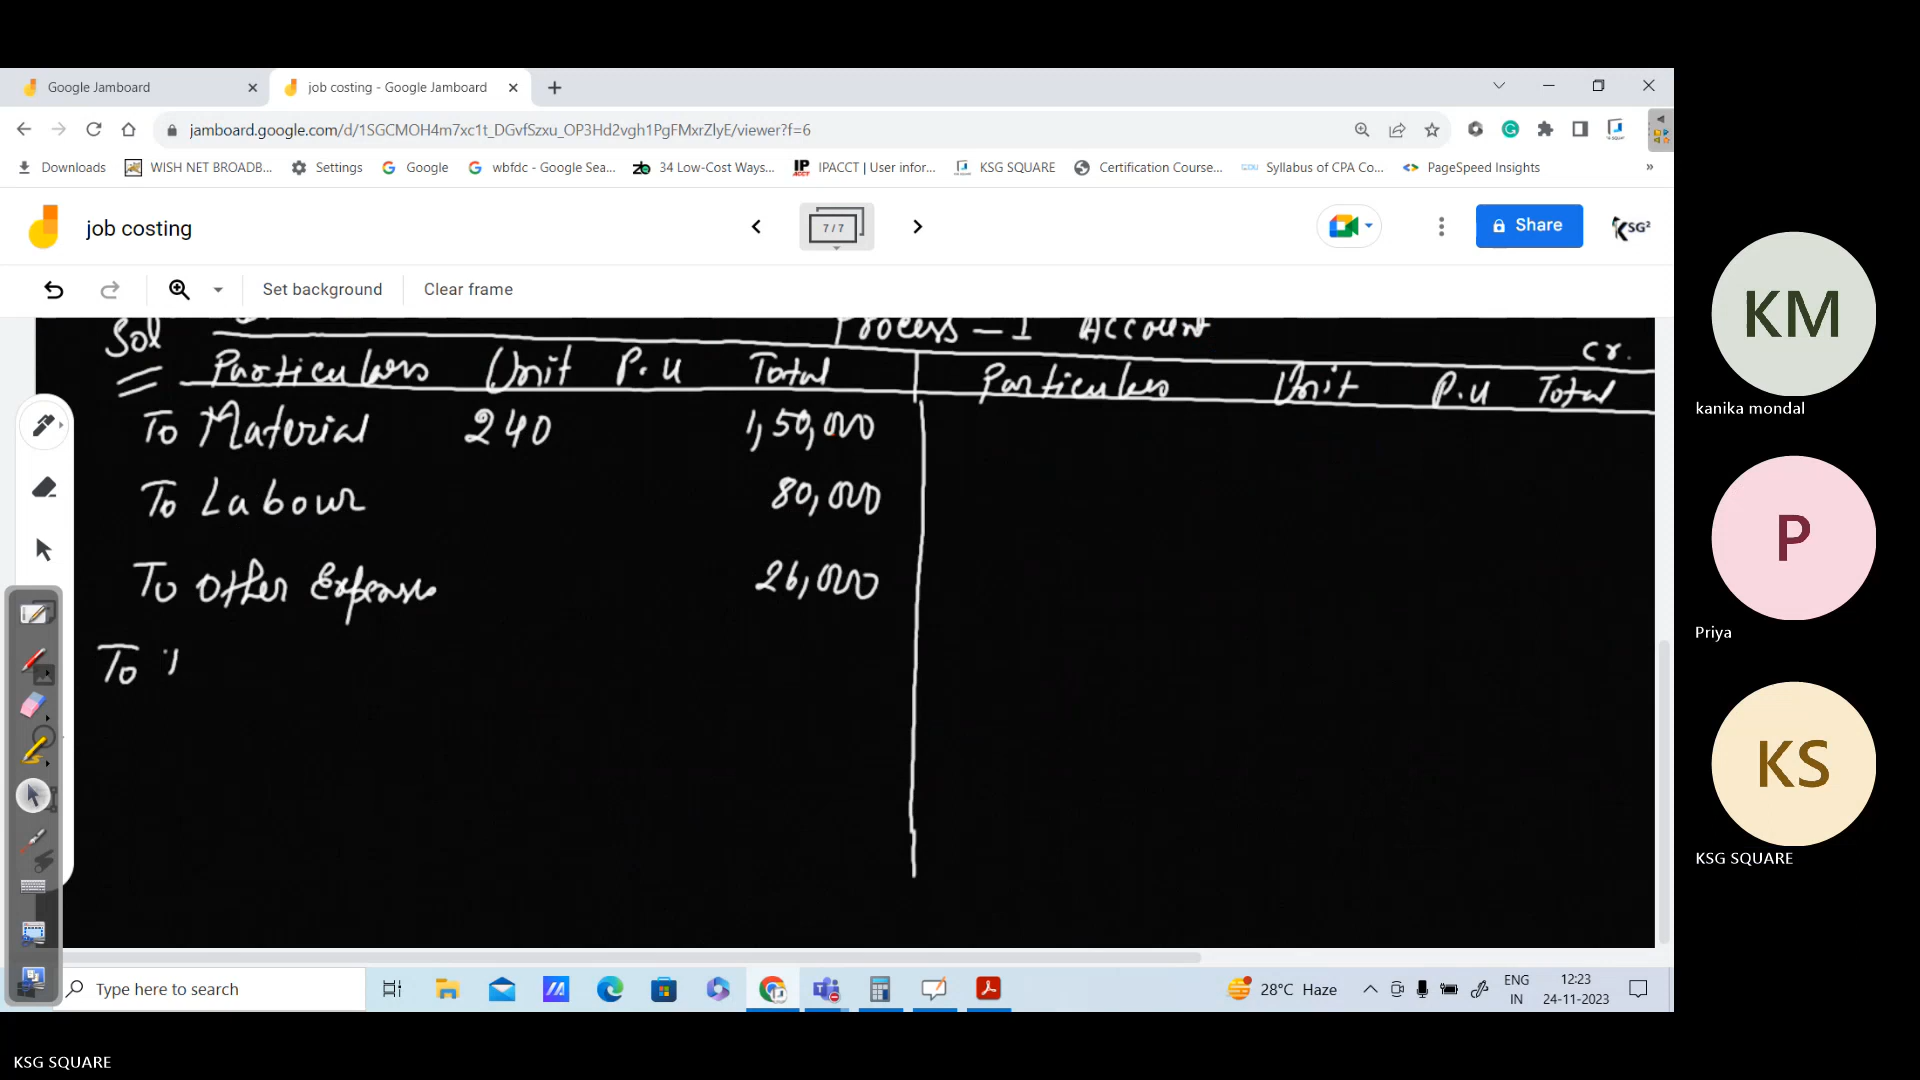 Google Jamboard
job costing - Google Jamboard
jamboard.google.com/d/1SGCMOH4m7xc1t_DGvfSzxu_OP3Hd2vgh1PgFMxrZlyE/viewer?f=6
Downloads WISH NET BROADB... Settings Google wbfdc - Google Sea... 34 Low-Cost Ways... IPACCT | User infor... KSG SQUARE Certification Course... Syllabus of CPA Co... PageSpeed Insights »
job costing
7 / 7
Share
KSG²
Set background Clear frame
Sol Process - I Account Cr.
Particulars Unit P.U Total Particulars Unit P.U Total
To Material 240 1,50,000
To Labour 80,000
To Other Expenses 26,000
To
KM
kanika mondal
P
Priya
KS
KSG SQUARE
Type here to search
28°C Haze
ENG
IN
12:23
24-11-2023
KSG SQUARE